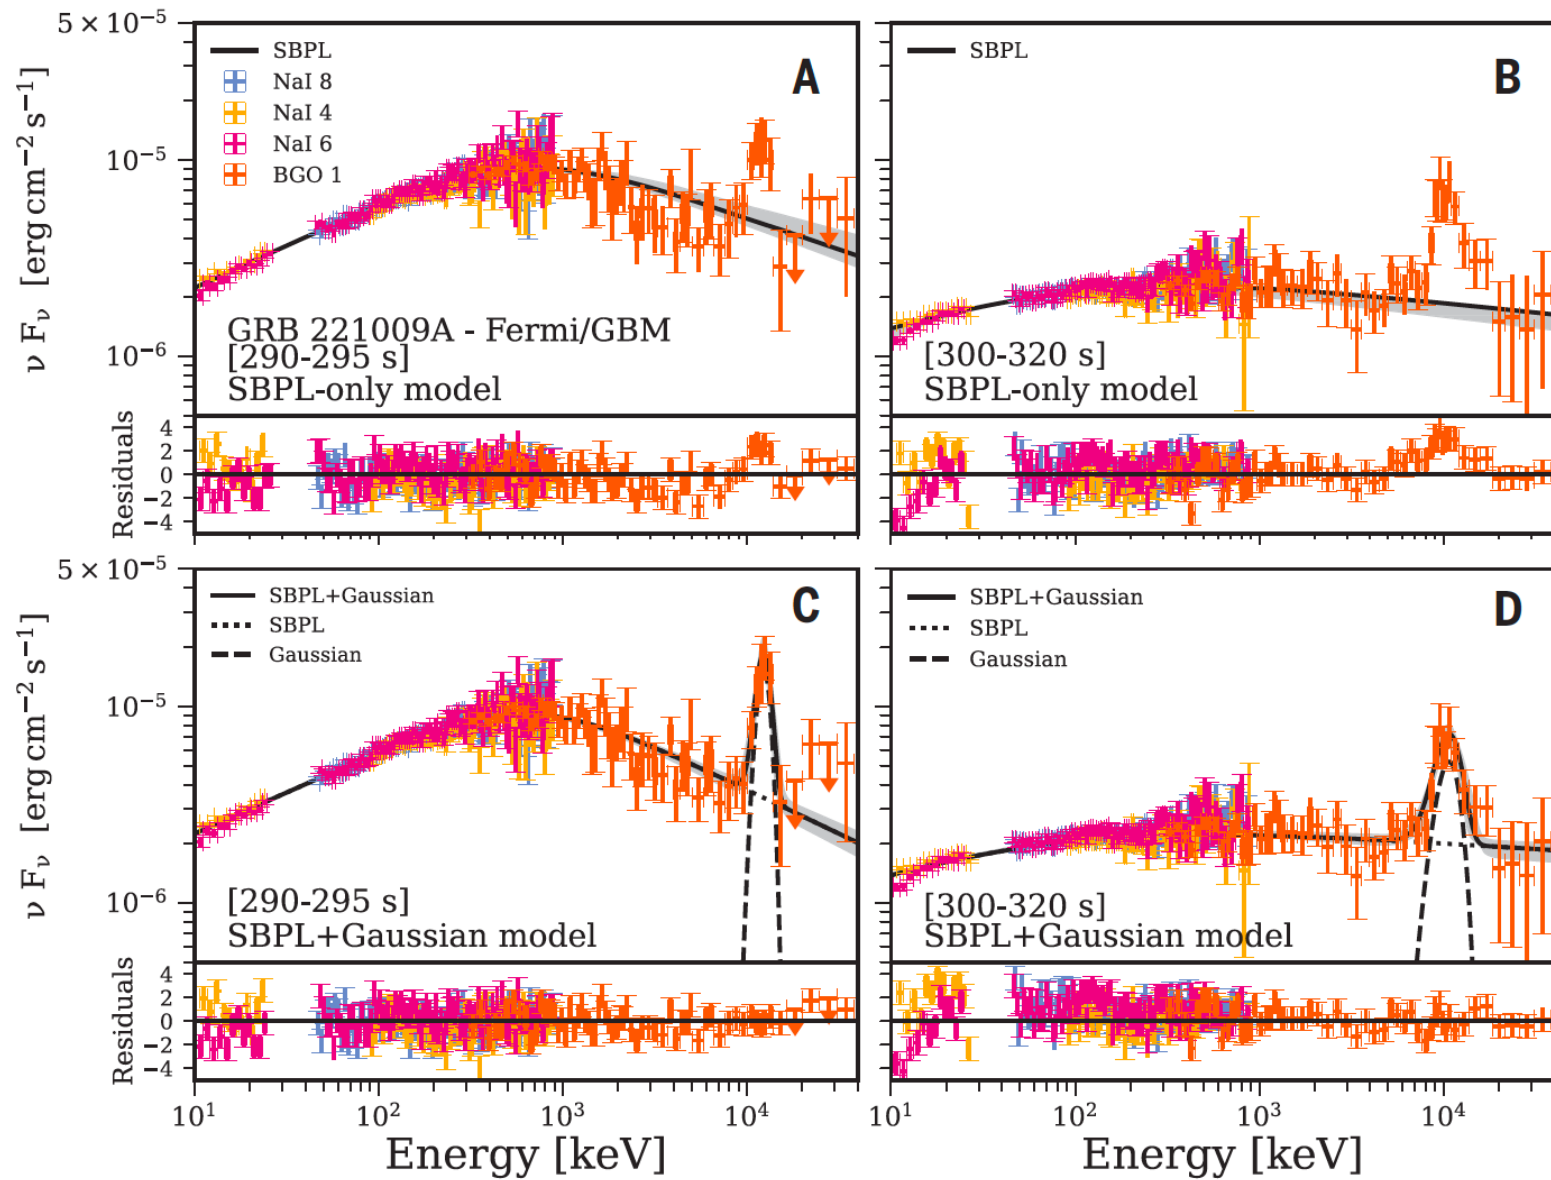 ν Fν [erg cm−2 s−1]
5 × 10−5
10−5
10−6
SBPL
NaI 8
NaI 4
NaI 6
BGO 1
A
GRB 221009A - Fermi/GBM
[290-295 s]
SBPL-only model
SBPL
B
[300-320 s]
SBPL-only model
Residuals
4
2
0
−2
−4
ν Fν [erg cm−2 s−1]
5 × 10−5
10−5
10−6
SBPL+Gaussian
SBPL
Gaussian
C
[290-295 s]
SBPL+Gaussian model
SBPL+Gaussian
SBPL
Gaussian
D
[300-320 s]
SBPL+Gaussian model
Residuals
4
2
0
−2
−4
101 102 103 104
101 102 103 104
Energy [keV]
Energy [keV]